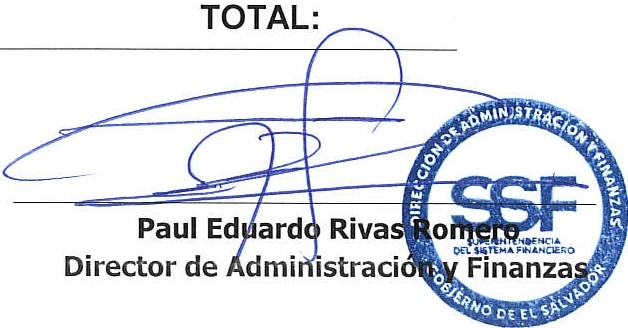 TOTAL:
DIRECCIÓN DE ADMINISTRACIÓN Y FINANZAS
SSF
SUPERINTENDENCIA
DEL SISTEMA FINANCIERO
GOBIERNO DE EL SALVADOR
Paul Eduardo Rivas Romero
Director de Administración y Finanzas